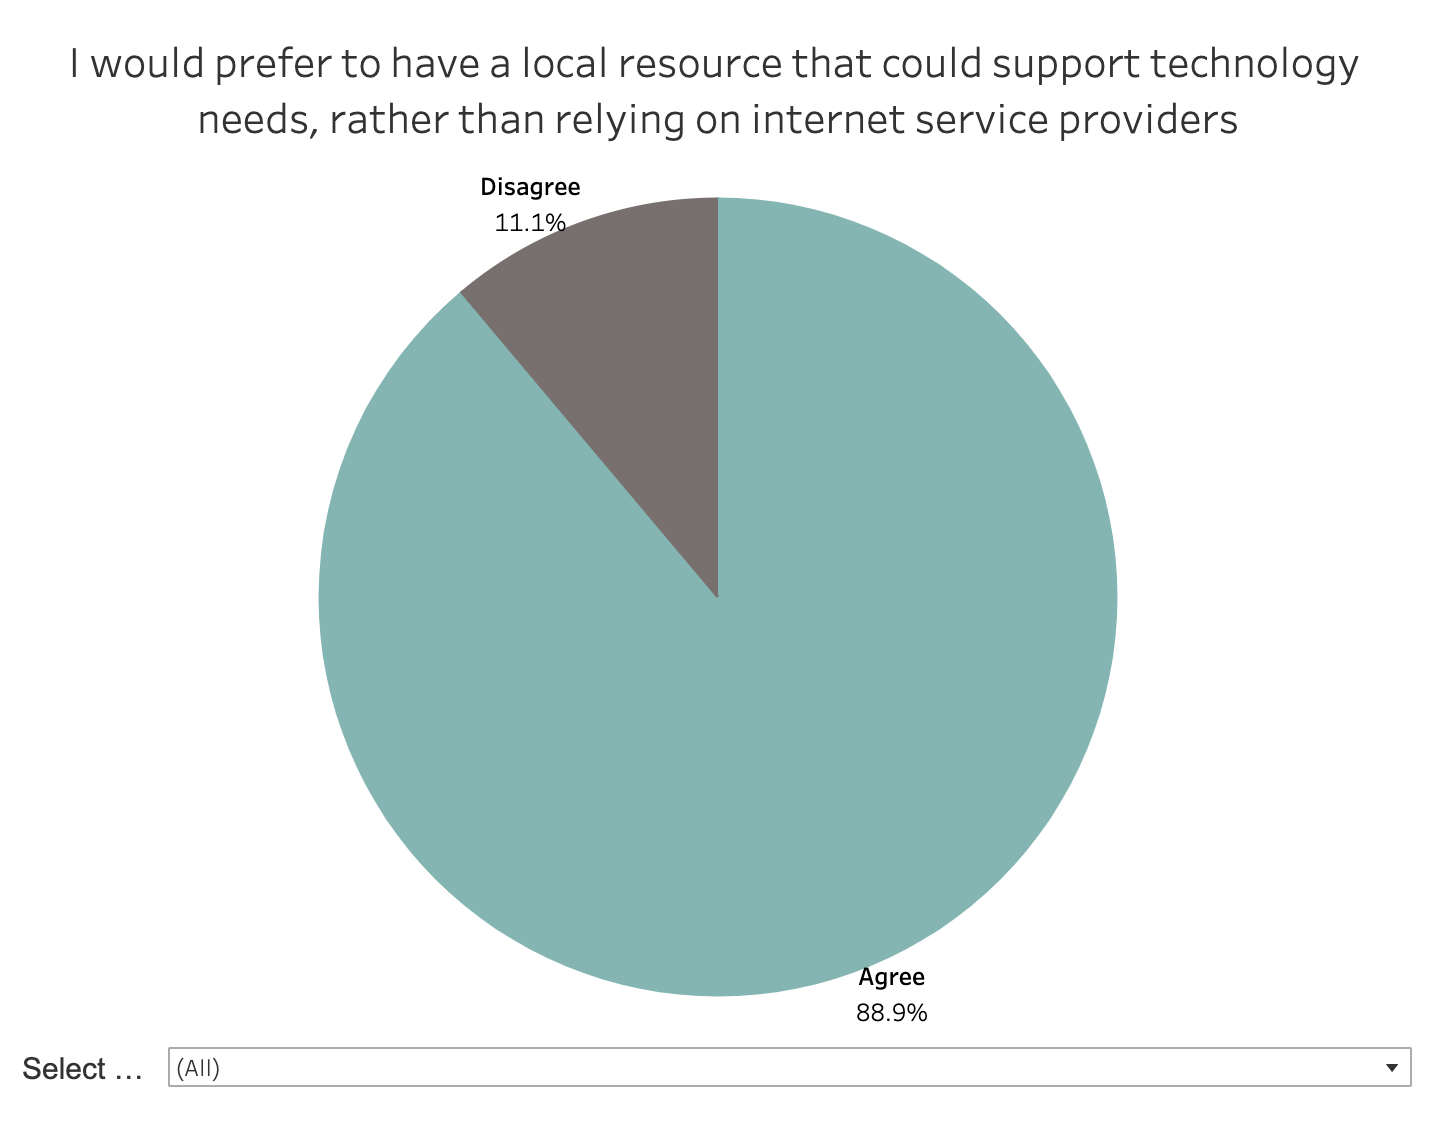 I would prefer to have a local resource that could support technology
needs, rather than relying on internet service providers
Disagree
11.1%
Agree
88.9%
Select ...
(All)